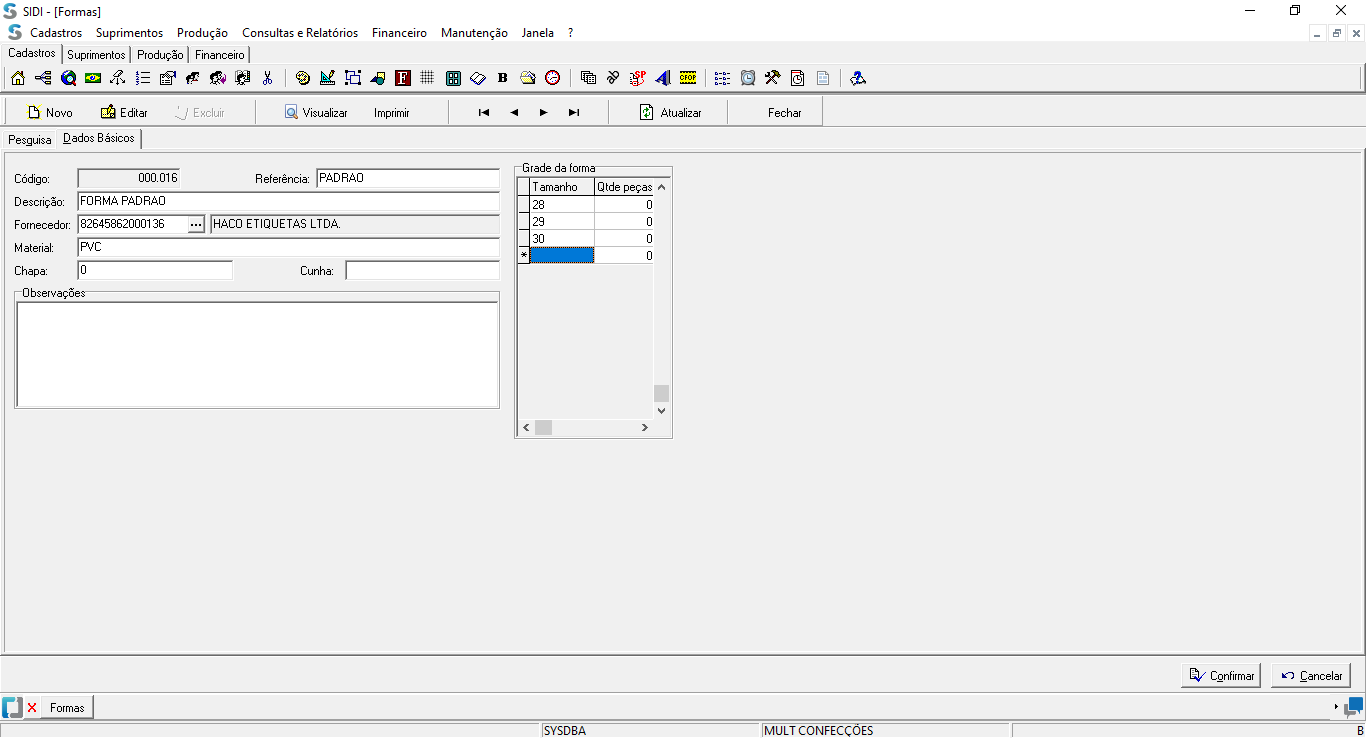 SIDI - [Formas]
Cadastros Suprimentos Produção Consultas e Relatórios Financeiro Manutenção Janela ?
Cadastros Suprimentos Produção Financeiro
F B SP CFOP
Novo Editar Excluir Visualizar Imprimir Atualizar Fechar
Pesquisa Dados Básicos
Código: 000.016 Referência: PADRAO
Descrição: FORMA PADRAO
Fornecedor: 82645862000136 ... HACO ETIQUETAS LTDA.
Material: PVC
Chapa: 0 Cunha:
Observações
Grade da forma
Tamanho Qtde peças
28 0
29 0
30 0
* 0
Confirmar Cancelar
Formas
SYSDBA MULT CONFECÇÕES B